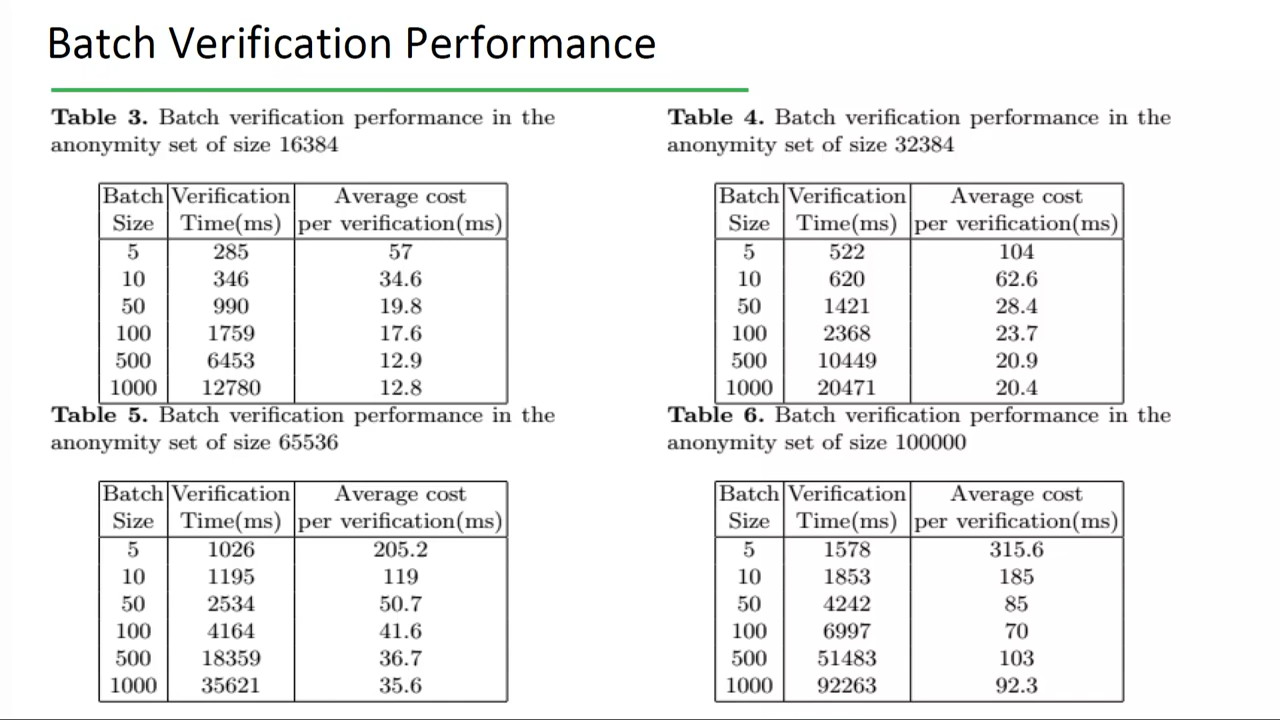 Batch Verification Performance
Table 3. Batch verification performance in the
anonymity set of size 16384
Batch Verification Average cost
Size Time(ms) per verification(ms)
5 285 57
10 346 34.6
50 990 19.8
100 1759 17.6
500 6453 12.9
1000 12780 12.8
Table 4. Batch verification performance in the
anonymity set of size 32384
Batch Verification Average cost
Size Time(ms) per verification(ms)
5 522 104
10 620 62.6
50 1421 28.4
100 2368 23.7
500 10449 20.9
1000 20471 20.4
Table 5. Batch verification performance in the
anonymity set of size 65536
Batch Verification Average cost
Size Time(ms) per verification(ms)
5 1026 205.2
10 1195 119
50 2534 50.7
100 4164 41.6
500 18359 36.7
1000 35621 35.6
Table 6. Batch verification performance in the
anonymity set of size 100000
Batch Verification Average cost
Size Time(ms) per verification(ms)
5 1578 315.6
10 1853 185
50 4242 85
100 6997 70
500 51483 103
1000 92263 92.3